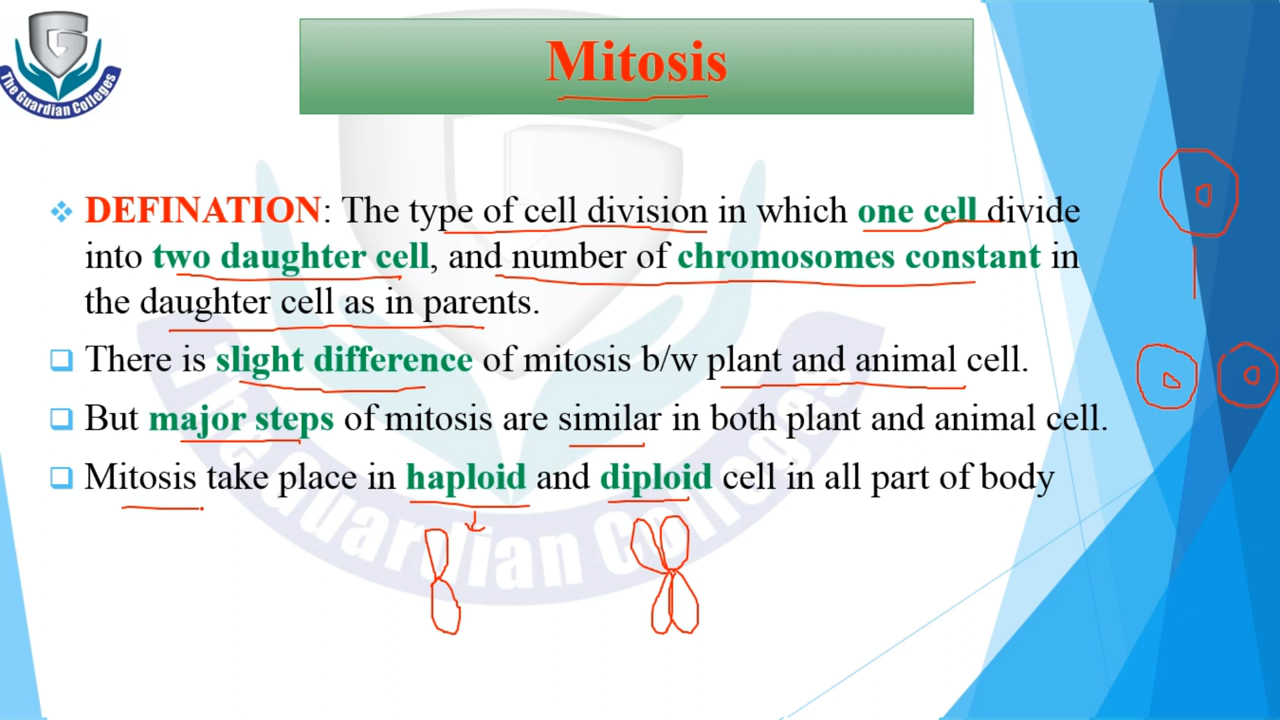 The Guardian Colleges
Mitosis
DEFINATION: The type of cell division in which one cell divide
into two daughter cell, and number of chromosomes constant in
the daughter cell as in parents.
There is slight difference of mitosis b/w plant and animal cell.
But major steps of mitosis are similar in both plant and animal cell.
Mitosis take place in haploid and diploid cell in all part of body
The Guardian Colleges